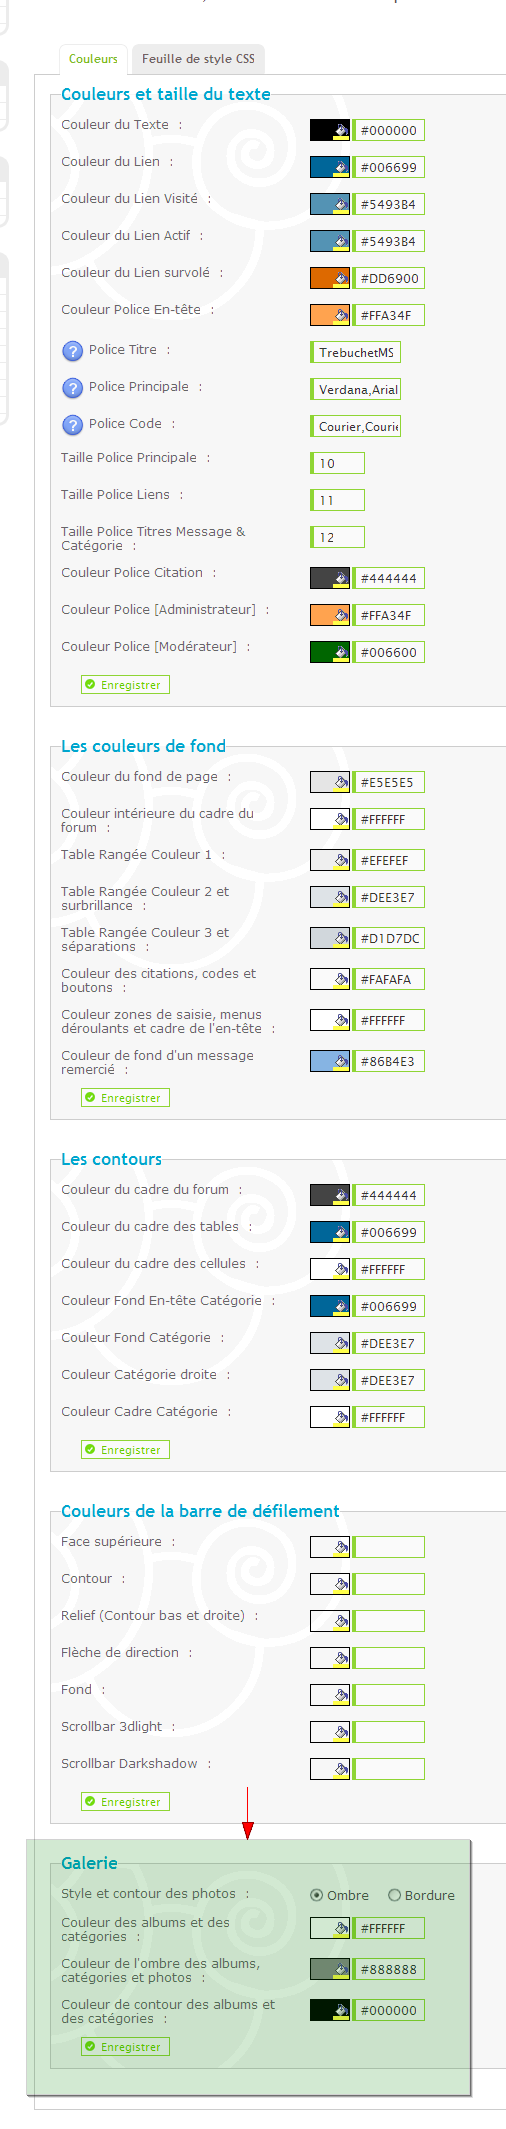 Couleurs
Feuille de style CSS
Couleurs et taille du texte
Couleur du Texte : #000000
Couleur du Lien : #006699
Couleur du Lien Visité : #5493B4
Couleur du Lien Actif : #5493B4
Couleur du Lien survolé : #DD6900
Couleur Police En-tête : #FFA34F
? Police Titre : TrebuchetMS
? Police Principale : Verdana,Arial
? Police Code : Courier,Courie
Taille Police Principale : 10
Taille Police Liens : 11
Taille Police Titres Message &
Catégorie : 12
Couleur Police Citation : #444444
Couleur Police [Administrateur] : #FFA34F
Couleur Police [Modérateur] : #006600
Enregistrer
Les couleurs de fond
Couleur du fond de page : #E5E5E5
Couleur intérieure du cadre du
forum : #FFFFFF
Table Rangée Couleur 1 : #EFEFEF
Table Rangée Couleur 2 et
surbrillance : #DEE3E7
Table Rangée Couleur 3 et
séparations : #D1D7DC
Couleur des citations, codes et
boutons : #FAFAFA
Couleur zones de saisie, menus
déroulants et cadre de l'en-tête : #FFFFFF
Couleur de fond d'un message
remercié : #86B4E3
Enregistrer
Les contours
Couleur du cadre du forum : #444444
Couleur du cadre des tables : #006699
Couleur du cadre des cellules : #FFFFFF
Couleur Fond En-tête Catégorie : #006699
Couleur Fond Catégorie : #DEE3E7
Couleur Catégorie droite : #DEE3E7
Couleur Cadre Catégorie : #FFFFFF
Enregistrer
Couleurs de la barre de défilement
Face supérieure :
Contour :
Relief (Contour bas et droite) :
Flèche de direction :
Fond :
Scrollbar 3dlight :
Scrollbar Darkshadow :
Enregistrer
Galerie
Style et contour des photos : Ombre Bordure
Couleur des albums et des
catégories : #FFFFFF
Couleur de l'ombre des albums,
catégories et photos : #888888
Couleur de contour des albums et
des catégories : #000000
Enregistrer